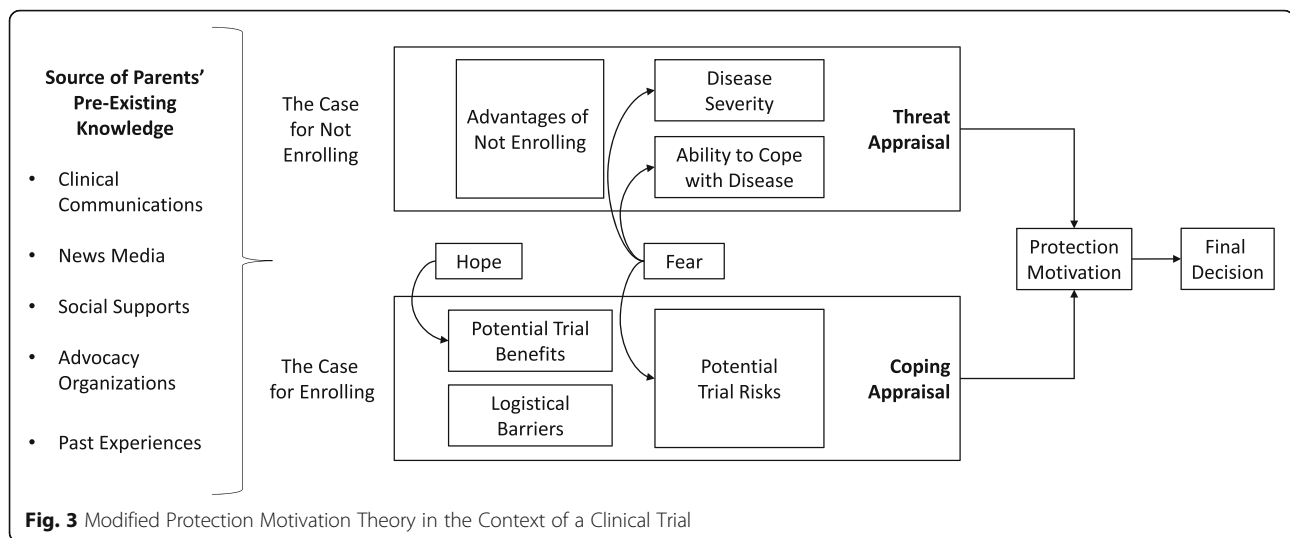 Source of Parents'
Pre-Existing
Knowledge
• Clinical
Communications
• News Media
• Social Supports
• Advocacy
Organizations
• Past Experiences
The Case
for Not
Enrolling
Advantages of
Not Enrolling
Disease
Severity
Ability to Cope
with Disease
Threat
Appraisal
Hope
Fear
The Case
for Enrolling
Potential Trial
Benefits
Logistical
Barriers
Potential
Trial Risks
Coping
Appraisal
Protection
Motivation
Final
Decision
Fig. 3 Modified Protection Motivation Theory in the Context of a Clinical Trial